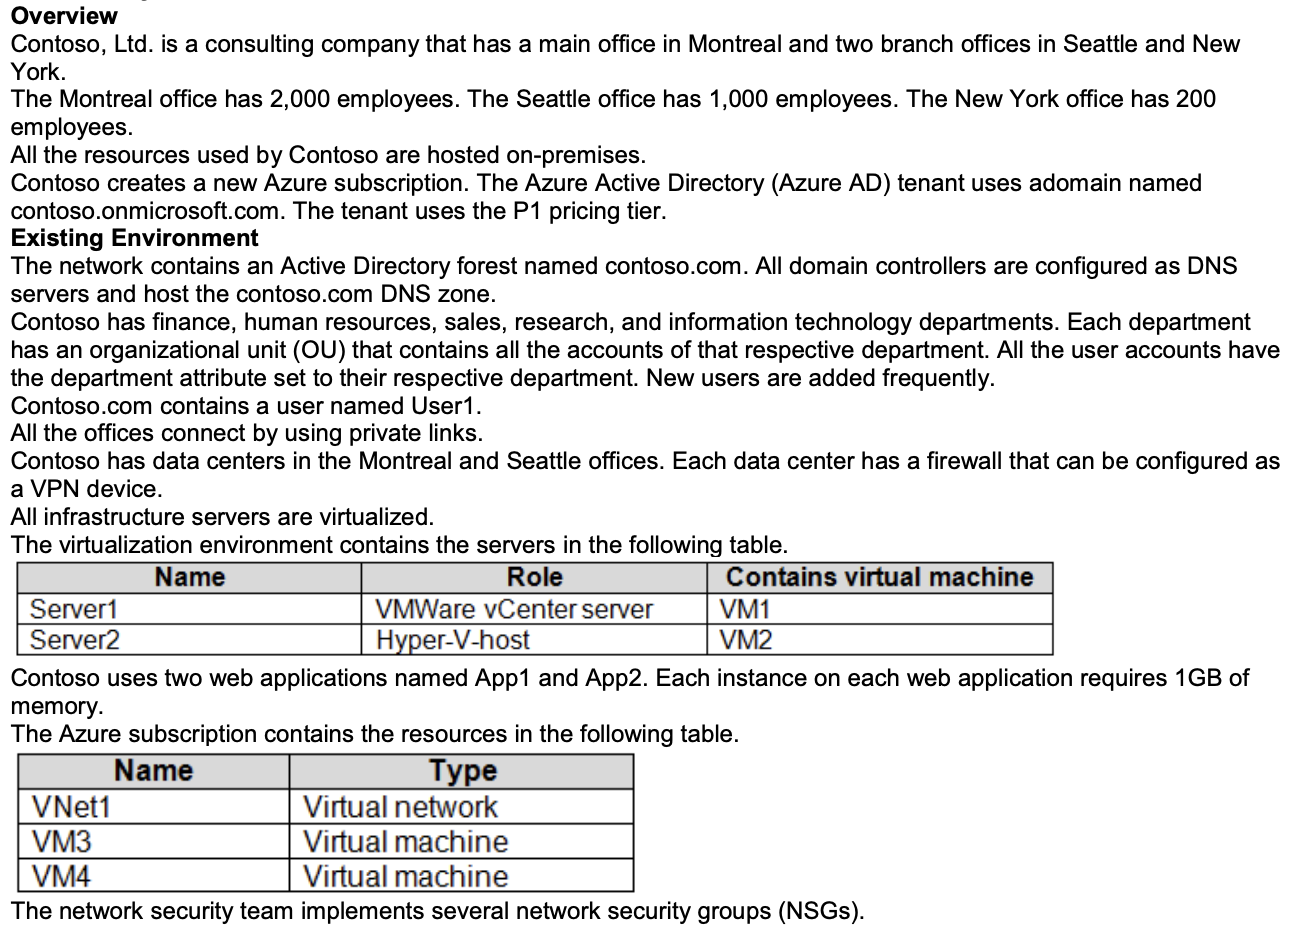 Overview
Contoso, Ltd. is a consulting company that has a main office in Montreal and two branch offices in Seattle and New
York.
The Montreal office has 2,000 employees. The Seattle office has 1,000 employees. The New York office has 200
employees.
All the resources used by Contoso are hosted on-premises.
Contoso creates a new Azure subscription. The Azure Active Directory (Azure AD) tenant uses adomain named
contoso.onmicrosoft.com. The tenant uses the P1 pricing tier.
Existing Environment
The network contains an Active Directory forest named contoso.com. All domain controllers are configured as DNS
servers and host the contoso.com DNS zone.
Contoso has finance, human resources, sales, research, and information technology departments. Each department
has an organizational unit (OU) that contains all the accounts of that respective department. All the user accounts have
the department attribute set to their respective department. New users are added frequently.
Contoso.com contains a user named User1.
All the offices connect by using private links.
Contoso has data centers in the Montreal and Seattle offices. Each data center has a firewall that can be configured as
a VPN device.
All infrastructure servers are virtualized.
The virtualization environment contains the servers in the following table.
Name Role Contains virtual machine
Server1 VMWare vCenter server VM1
Server2 Hyper-V-host VM2
Contoso uses two web applications named App1 and App2. Each instance on each web application requires 1GB of
memory.
The Azure subscription contains the resources in the following table.
Name Type
VNet1 Virtual network
VM3 Virtual machine
VM4 Virtual machine
The network security team implements several network security groups (NSGs).